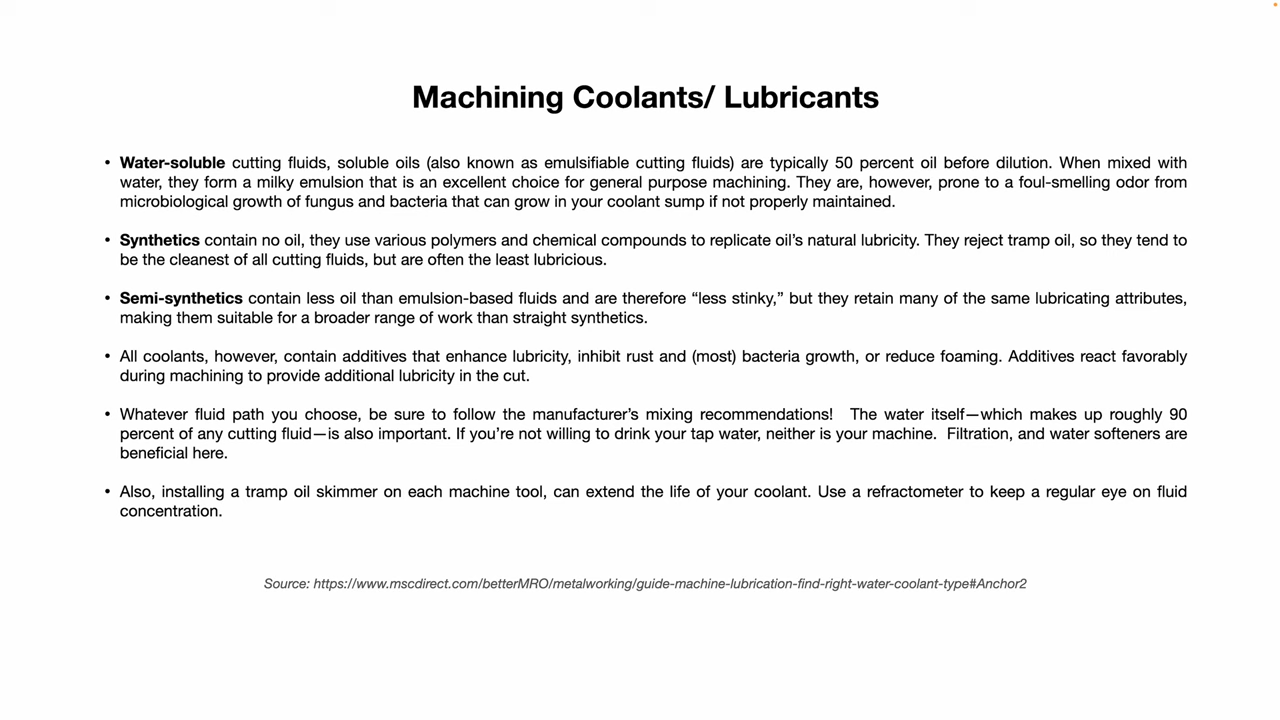 Machining Coolants/ Lubricants
• Water-soluble cutting fluids, soluble oils (also known as emulsifiable cutting fluids) are typically 50 percent oil before dilution. When mixed with
water, they form a milky emulsion that is an excellent choice for general purpose machining. They are, however, prone to a foul-smelling odor from
microbiological growth of fungus and bacteria that can grow in your coolant sump if not properly maintained.
• Synthetics contain no oil, they use various polymers and chemical compounds to replicate oil’s natural lubricity. They reject tramp oil, so they tend to
be the cleanest of all cutting fluids, but are often the least lubricious.
• Semi-synthetics contain less oil than emulsion-based fluids and are therefore “less stinky,” but they retain many of the same lubricating attributes,
making them suitable for a broader range of work than straight synthetics.
• All coolants, however, contain additives that enhance lubricity, inhibit rust and (most) bacteria growth, or reduce foaming. Additives react favorably
during machining to provide additional lubricity in the cut.
• Whatever fluid path you choose, be sure to follow the manufacturer’s mixing recommendations!  The water itself—which makes up roughly 90
percent of any cutting fluid—is also important. If you’re not willing to drink your tap water, neither is your machine.  Filtration, and water softeners are
beneficial here.
• Also, installing a tramp oil skimmer on each machine tool, can extend the life of your coolant. Use a refractometer to keep a regular eye on fluid
concentration.
Source: https://www.mscdirect.com/betterMRO/metalworking/guide-machine-lubrication-find-right-water-coolant-type#Anchor2